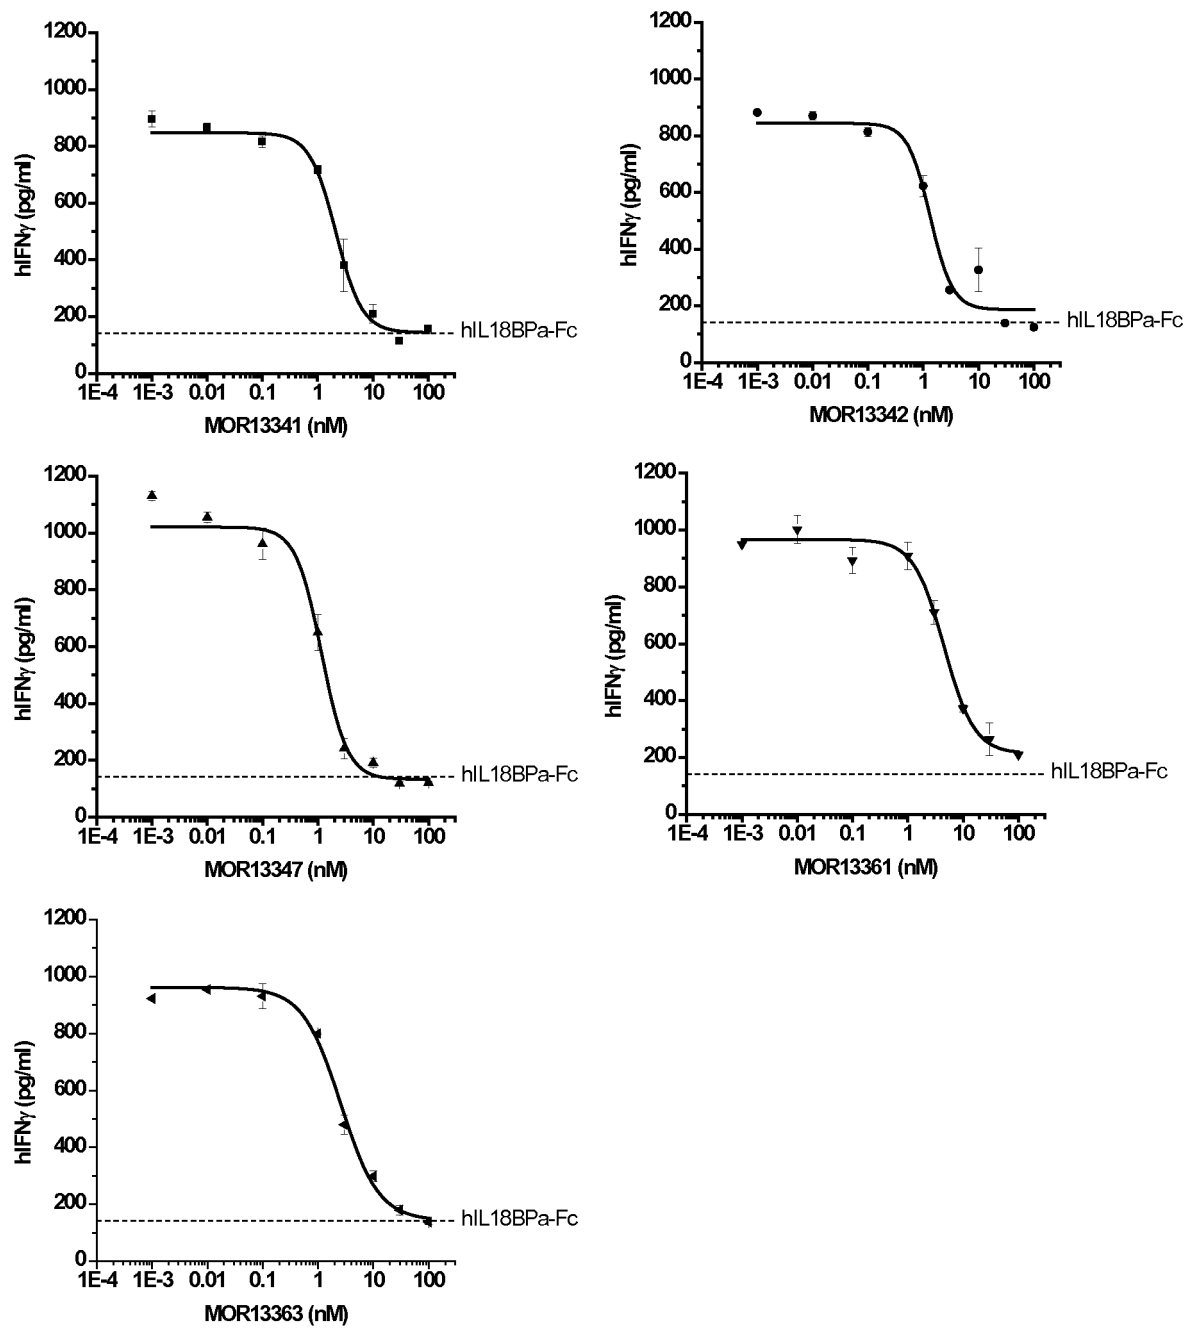 1200
1000
800
600
400
200
0
hIFNγ (pg/ml)
hIL18BPa-Fc
1E-4 1E-3 0.01 0.1 1 10 100
MOR13341 (nM)
1200
1000
800
600
400
200
0
hIFNγ (pg/ml)
hIL18BPa-Fc
1E-4 1E-3 0.01 0.1 1 10 100
MOR13342 (nM)
1200
1000
800
600
400
200
0
hIFNγ (pg/ml)
hIL18BPa-Fc
1E-4 1E-3 0.01 0.1 1 10 100
MOR13347 (nM)
1200
1000
800
600
400
200
0
hIFNγ (pg/ml)
hIL18BPa-Fc
1E-4 1E-3 0.01 0.1 1 10 100
MOR13361 (nM)
1200
1000
800
600
400
200
0
hIFNγ (pg/ml)
hIL18BPa-Fc
1E-4 1E-3 0.01 0.1 1 10 100
MOR13363 (nM)